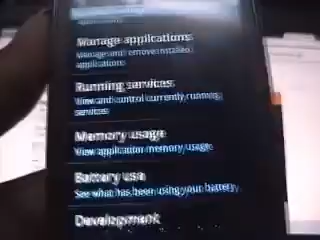 Manage applications
Manage and remove installed
applications
Running services
View and control currently running
services
Memory usage
View application memory usage
Battery use
See what has been using your battery
Development